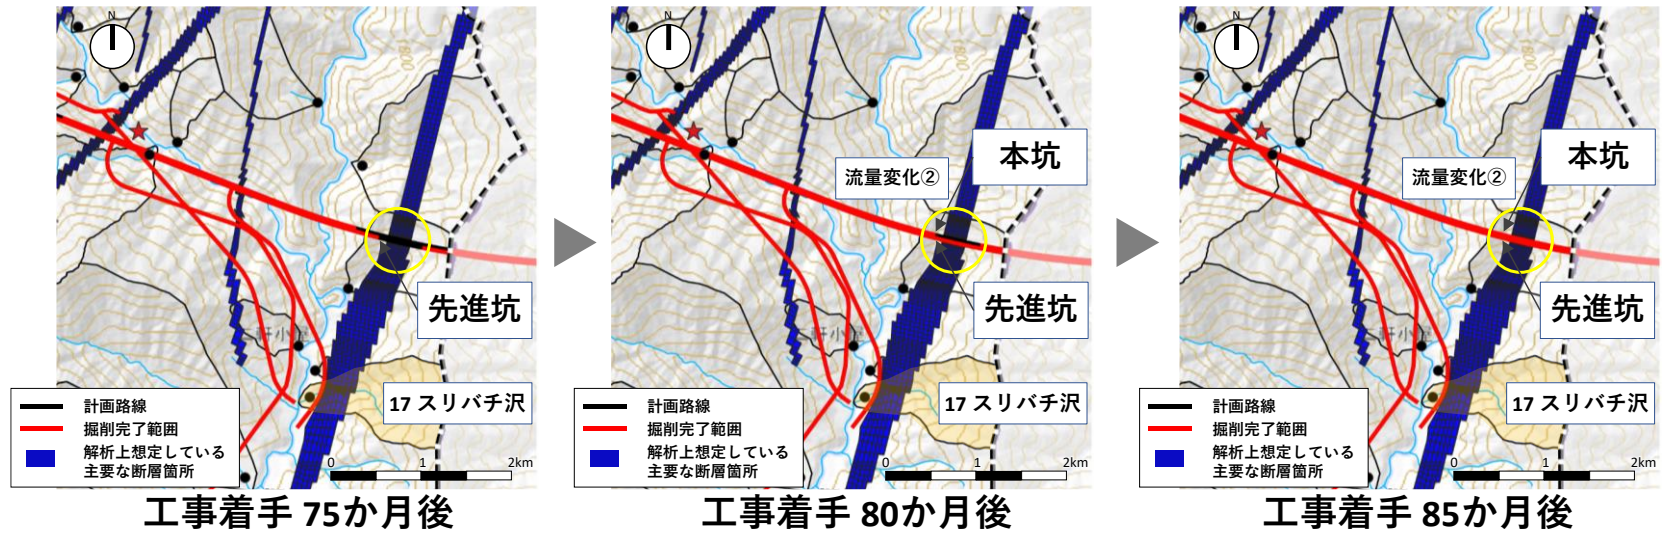 N
1800
先進坑
二軒小屋
17 スリバチ沢
計画路線
掘削完了範囲
解析上想定している
主要な断層箇所
0 1 2km
工事着手 75か月後
N
1800
本坑
流量変化②
先進坑
17 スリバチ沢
計画路線
掘削完了範囲
解析上想定している
主要な断層箇所
0 1 2km
工事着手 80か月後
N
1800
本坑
流量変化②
先進坑
17 スリバチ沢
計画路線
掘削完了範囲
解析上想定している
主要な断層箇所
0 1 2km
工事着手 85か月後